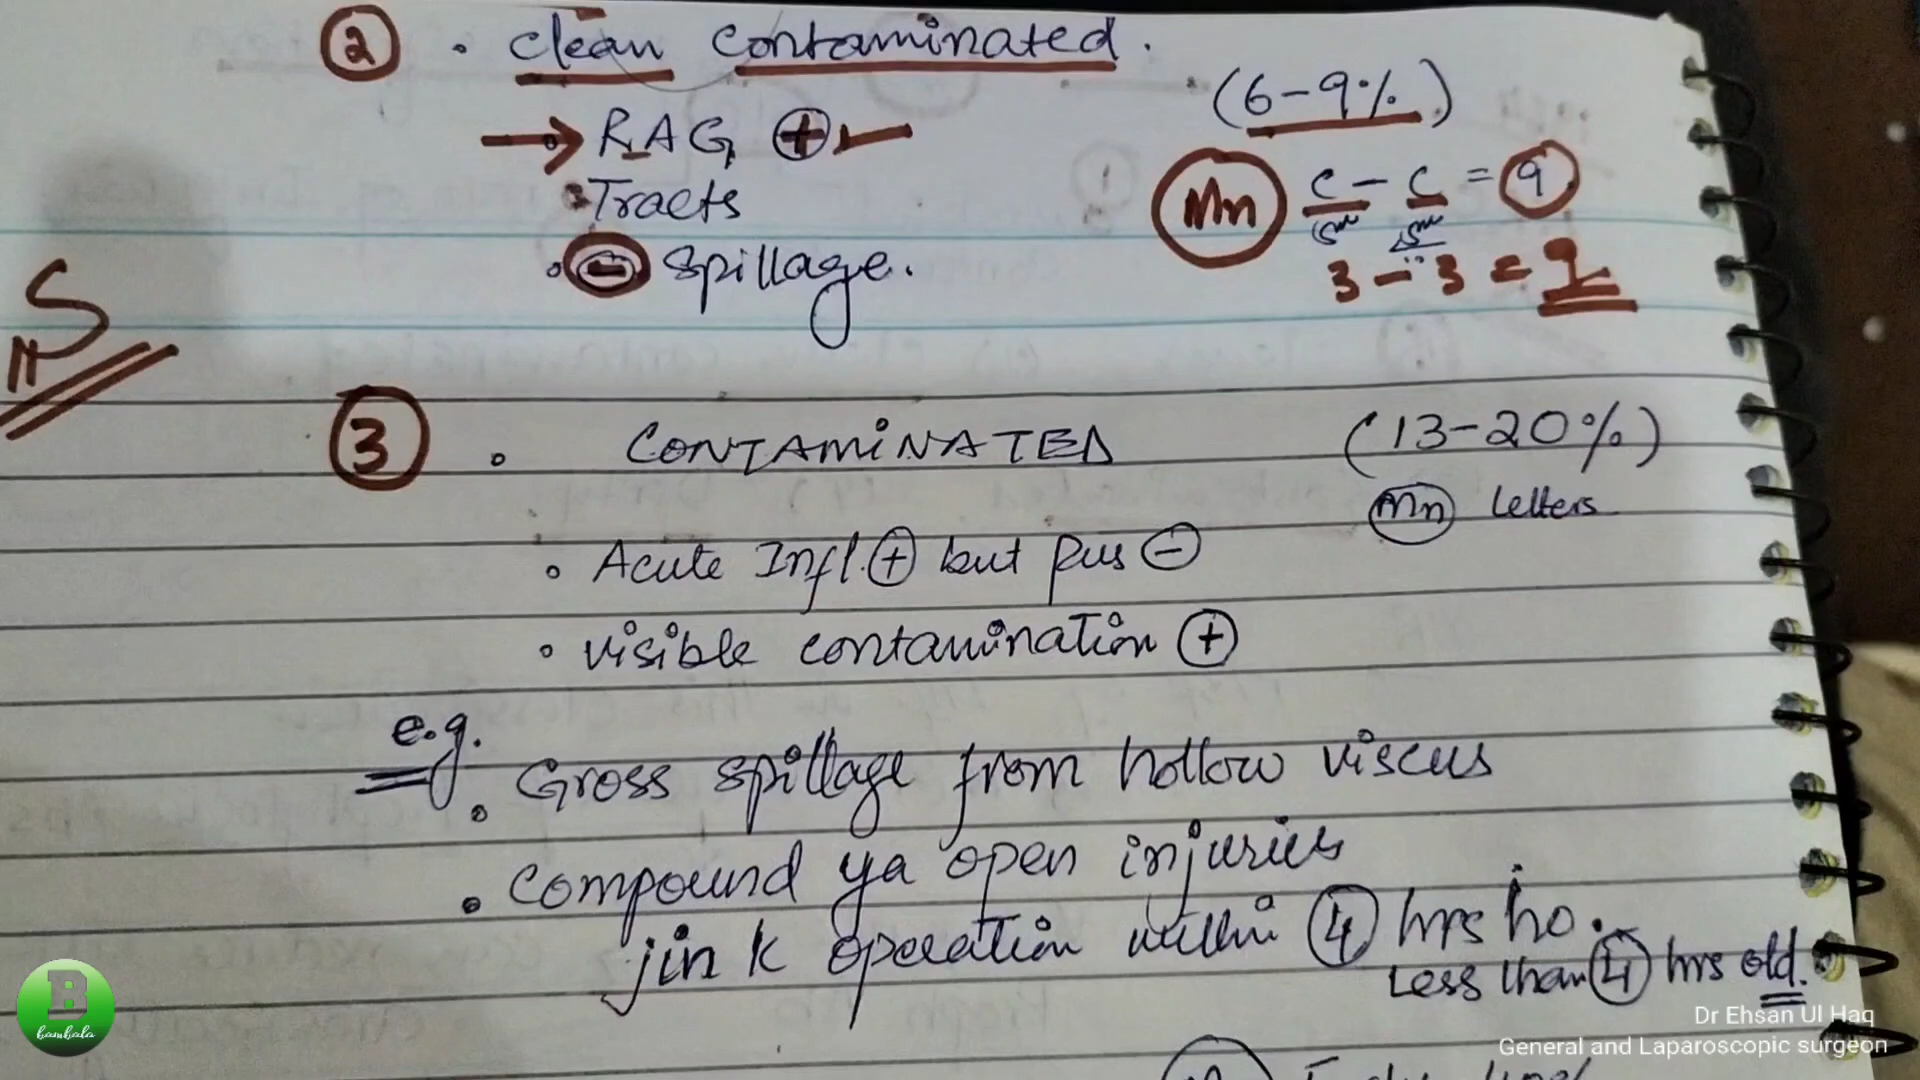 2 . clean contaminated.
(6-9%)
→ RAG +
Tracts
- spillage.
Mn C - C = 9
3 - 3 = 9
3 . CONTAMINATED (13-20%)
Mn letters
• Acute Infl. + but pus -
• visible contamination +
e.g.
• Gross spillage from hollow viscus
• compound ya open injuries
jin k operation within 4 hrs ho.
Less than 4 hrs old.
Dr Ehsan Ul Haq
General and Laparoscopic surgeon
B
bambala